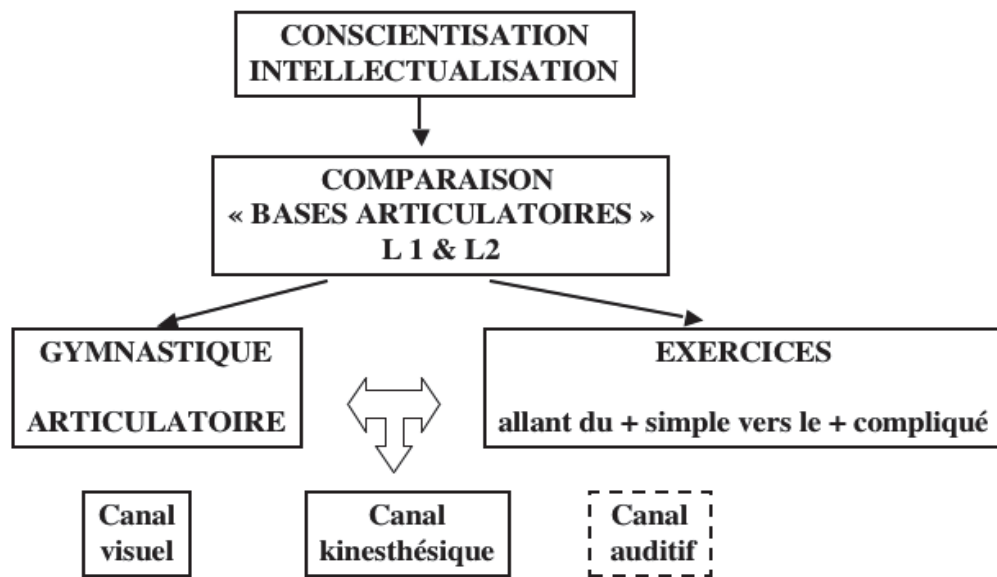 CONSCIENTISATION
INTELLECTUALISATION
COMPARAISON
« BASES ARTICULATOIRES »
L 1 & L2
GYMNASTIQUE
ARTICULATOIRE
EXERCICES
allant du + simple vers le + compliqué
Canal
visuel
Canal
kinesthésique
Canal
auditif